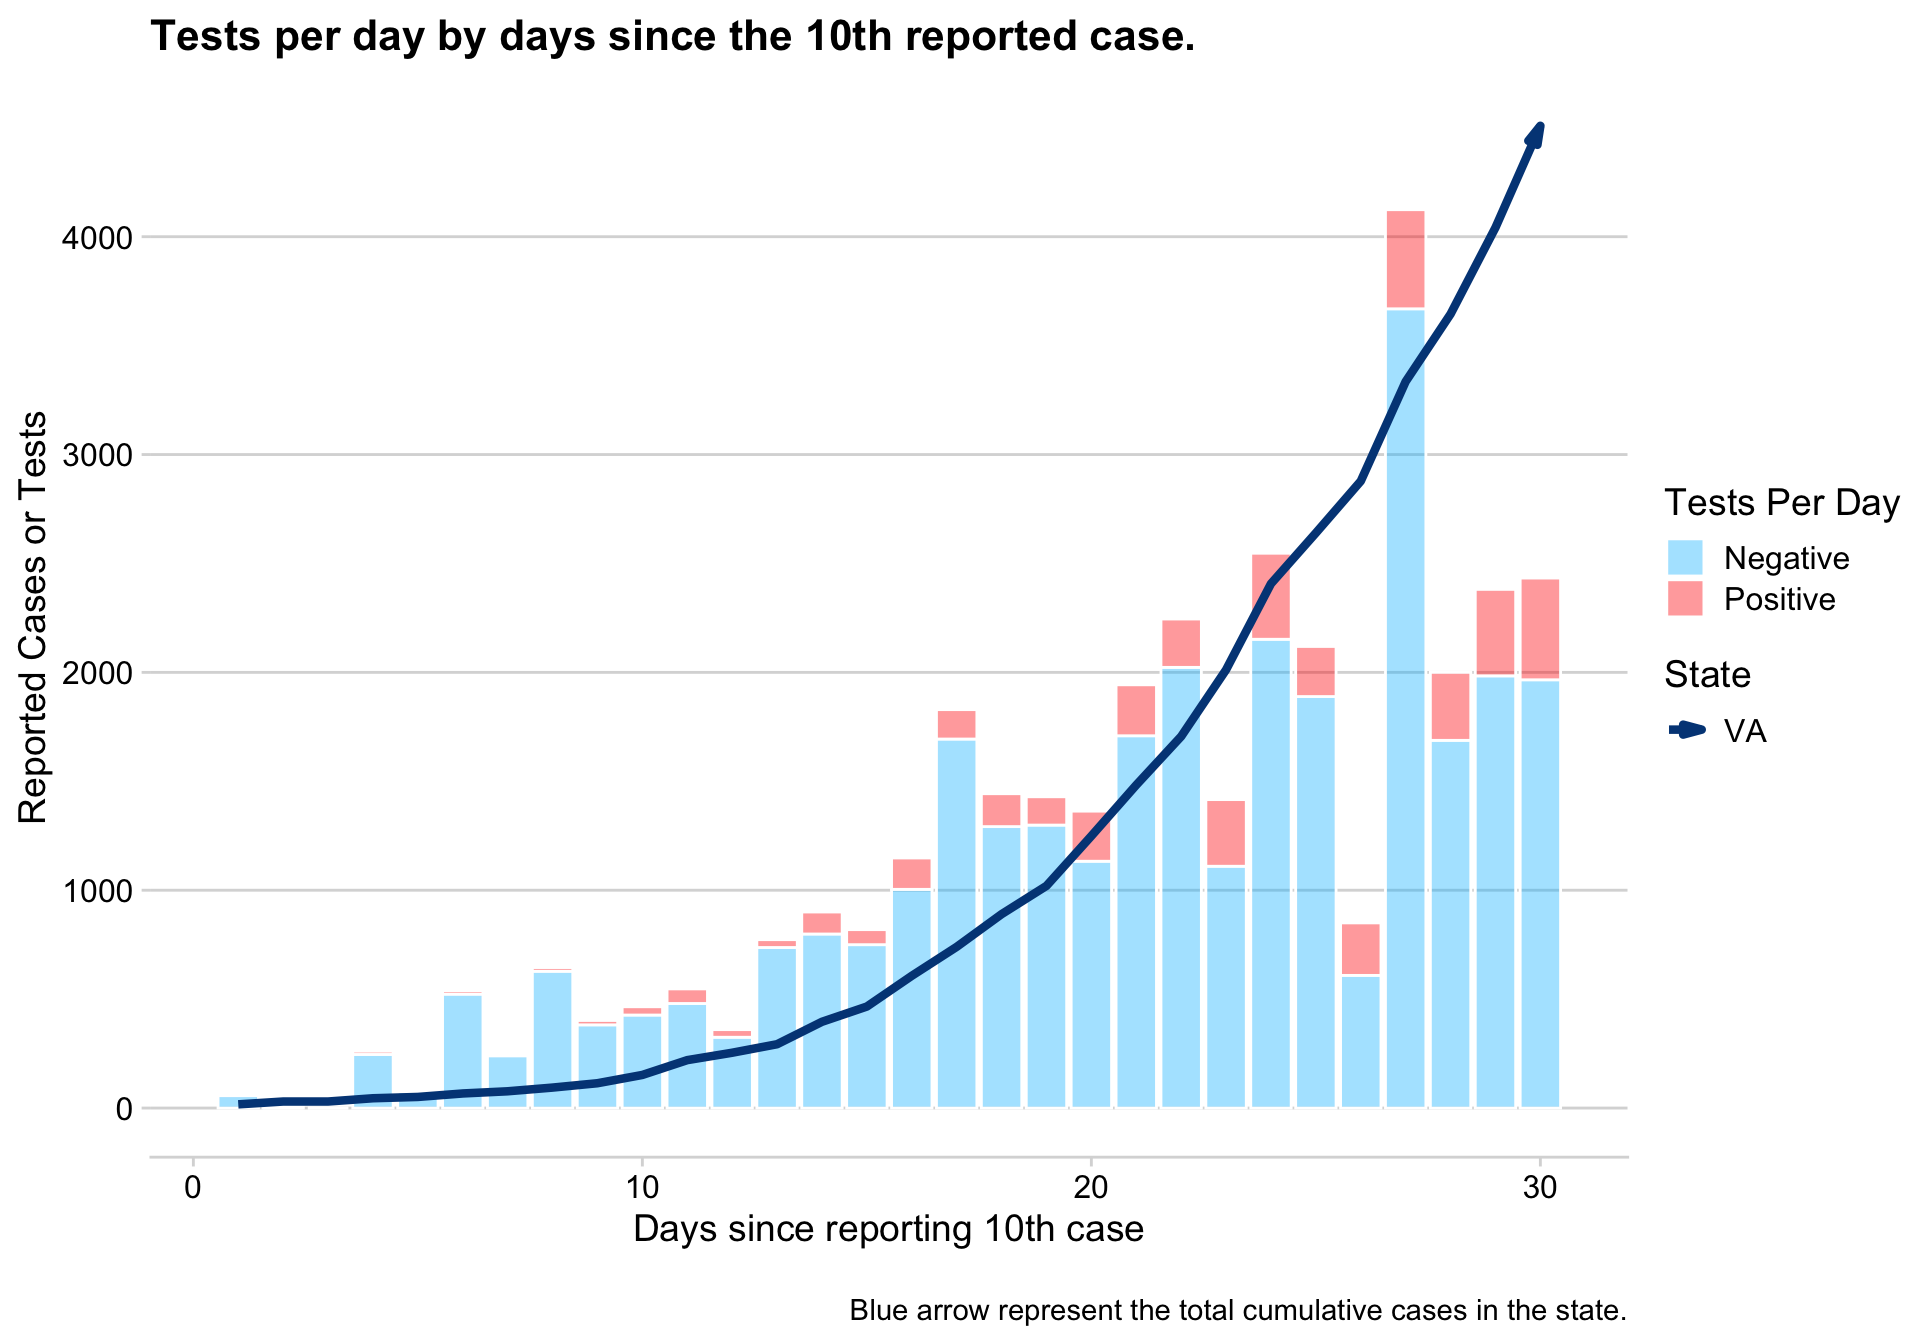 Tests per day by days since the 10th reported case.
4000
3000
2000
1000
0
Reported Cases or Tests
0 10 20 30
Days since reporting 10th case
Tests Per Day
Negative
Positive
State
VA
Blue arrow represent the total cumulative cases in the state.